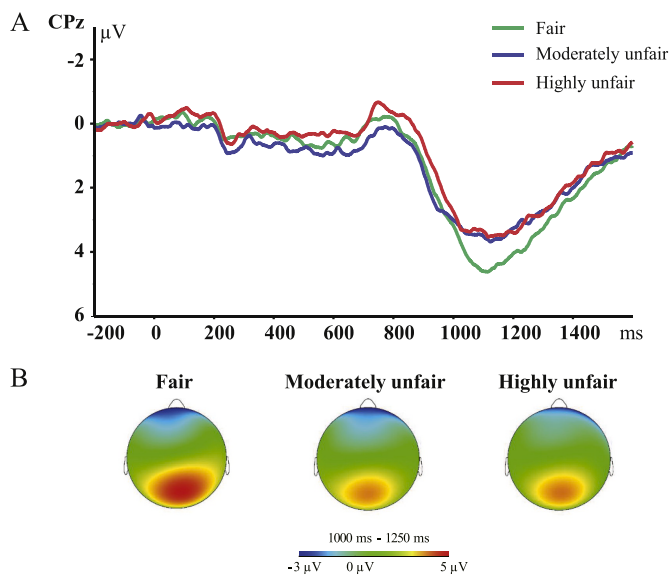 A
CPz
µV
Fair
Moderately unfair
Highly unfair
-2
0
2
4
6
-200 0 200 400 600 800 1000 1200 1400 ms
B
Fair Moderately unfair Highly unfair
1000 ms - 1250 ms
-3 µV 0 µV 5 µV